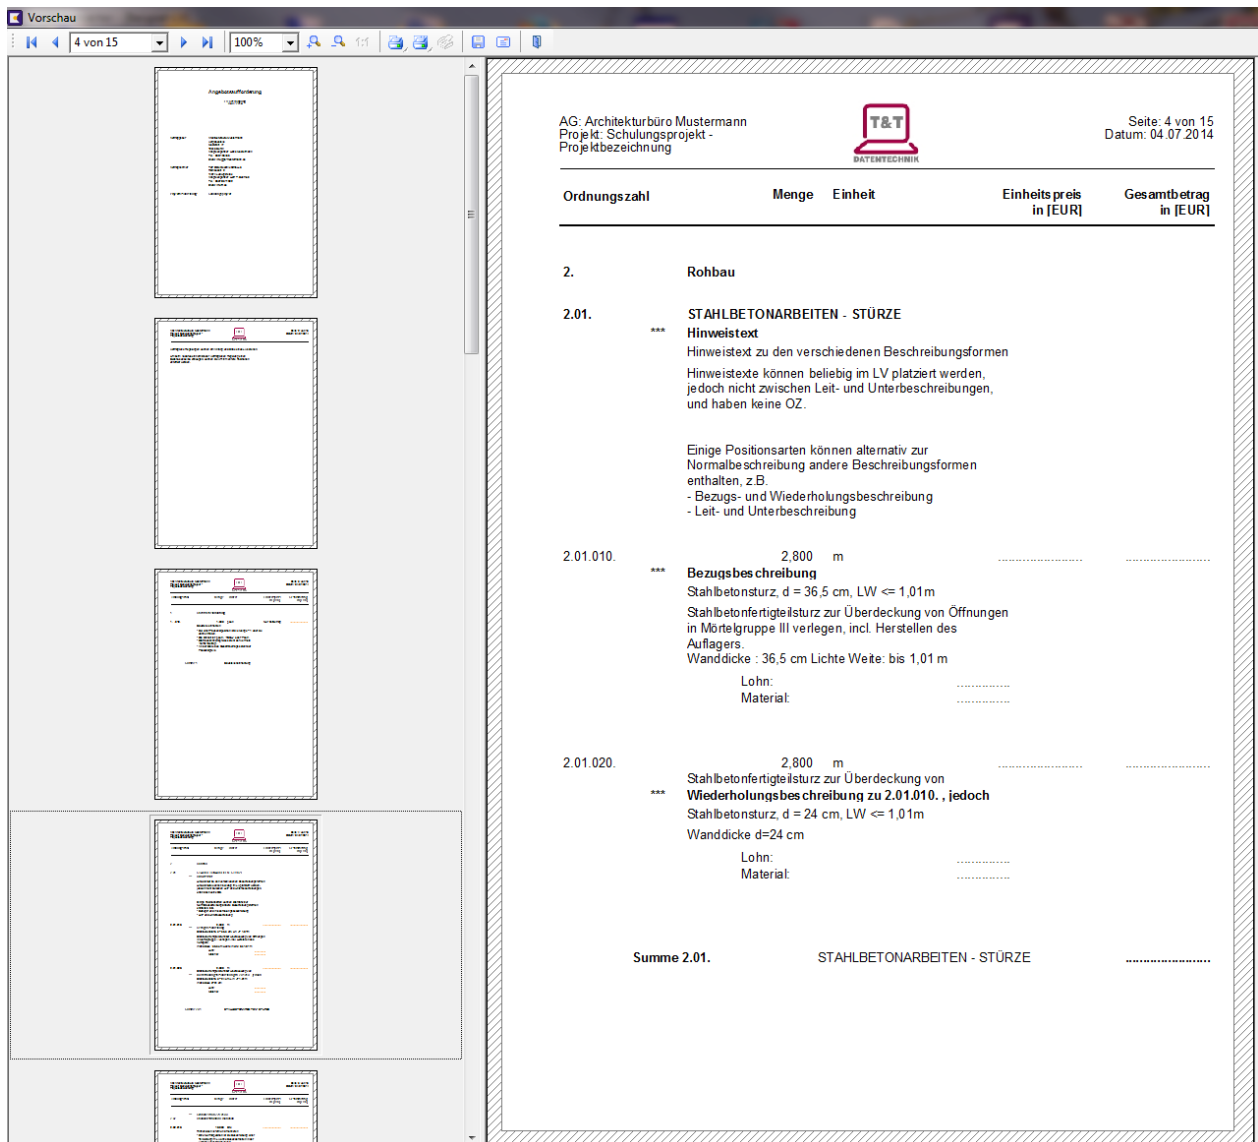 Vorschau
4 von 15
100%
1:1
Angebotsaufforderung
AG: Architekturbüro Mustermann
Projekt: Schulungsprojekt -
Projektbezeichnung
T&T
DATENTECHNIK
Seite: 4 von 15
Datum: 04.07.2014
Ordnungszahl Menge Einheit Einheitspreis Gesamtbetrag
in [EUR] in [EUR]
2. Rohbau
2.01. STAHLBETONARBEITEN - STÜRZE
*** Hinweistext
Hinweistext zu den verschiedenen Beschreibungsformen
Hinweistexte können beliebig im LV platziert werden,
jedoch nicht zwischen Leit- und Unterbeschreibungen,
und haben keine OZ.
Einige Positionsarten können alternativ zur
Normalbeschreibung andere Beschreibungsformen
enthalten, z.B.
- Bezugs- und Wiederholungsbeschreibung
- Leit- und Unterbeschreibung
2.01.010. 2,800 m ........................ ........................
*** Bezugsbeschreibung
Stahlbetonsturz, d = 36,5 cm, LW <= 1,01m
Stahlbetonfertigteilsturz zur Überdeckung von Öffnungen
in Mörtelgruppe III verlegen, incl. Herstellen des
Auflagers.
Wanddicke : 36,5 cm Lichte Weite: bis 1,01 m
Lohn: ...............
Material: ...............
2.01.020. 2,800 m ........................ ........................
Stahlbetonfertigteilsturz zur Überdeckung von
*** Wiederholungsbeschreibung zu 2.01.010. , jedoch
Stahlbetonsturz, d = 24 cm, LW <= 1,01m
Wanddicke d=24 cm
Lohn: ...............
Material: ...............
Summe 2.01. STAHLBETONARBEITEN - STÜRZE ........................